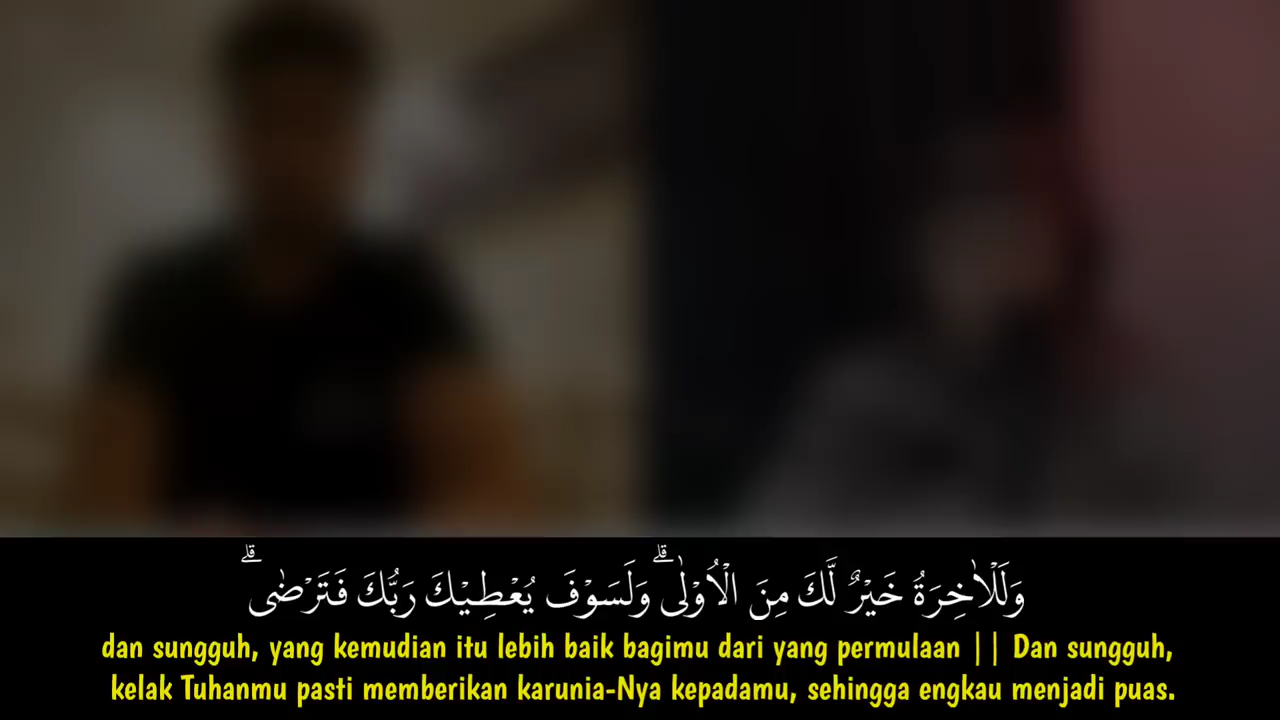 وَلَلْاٰخِرَةُ خَيْرٌ لَّكَ مِنَ الْاُوْلٰىۗ وَلَسَوْفَ يُعْطِيْكَ رَبُّكَ فَتَرْضٰىۗ
dan sungguh, yang kemudian itu lebih baik bagimu dari yang permulaan || Dan sungguh,
kelak Tuhanmu pasti memberikan karunia-Nya kepadamu, sehingga engkau menjadi puas.